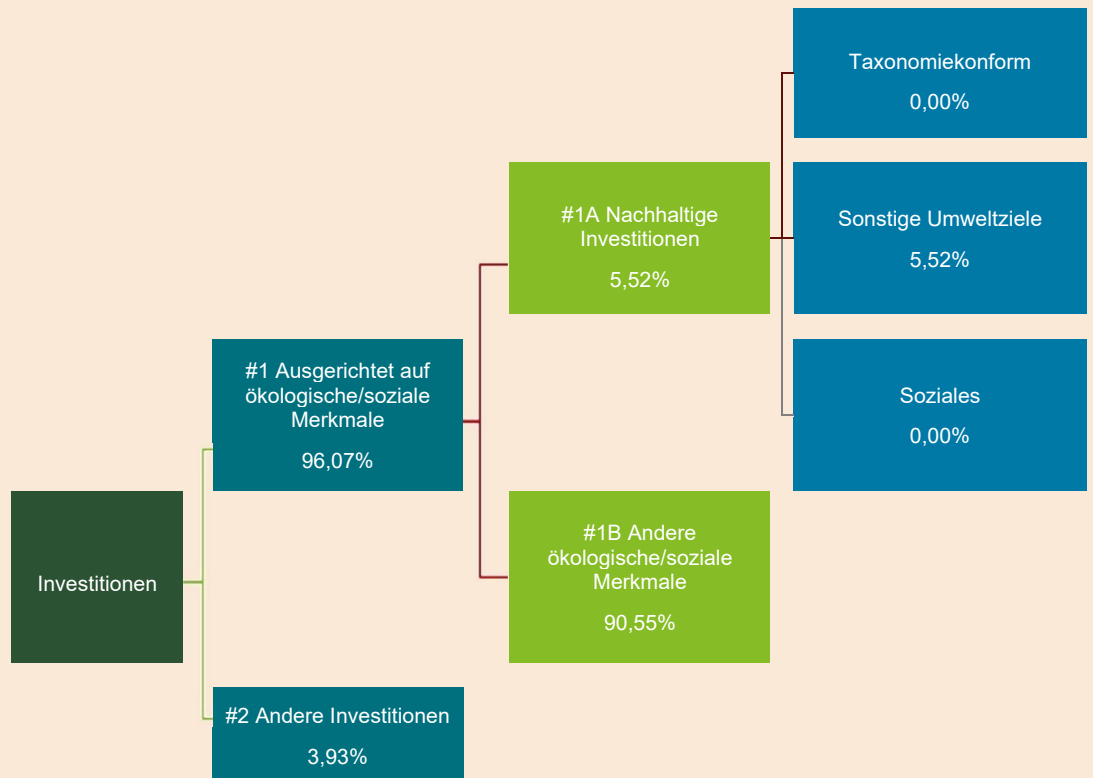 Taxonomiekonform
0,00%
#1A Nachhaltige
Investitionen
5,52%
Sonstige Umweltziele
5,52%
#1 Ausgerichtet auf
ökologische/soziale
Merkmale
96,07%
Soziales
0,00%
Investitionen
#1B Andere
ökologische/soziale
Merkmale
90,55%
#2 Andere Investitionen
3,93%